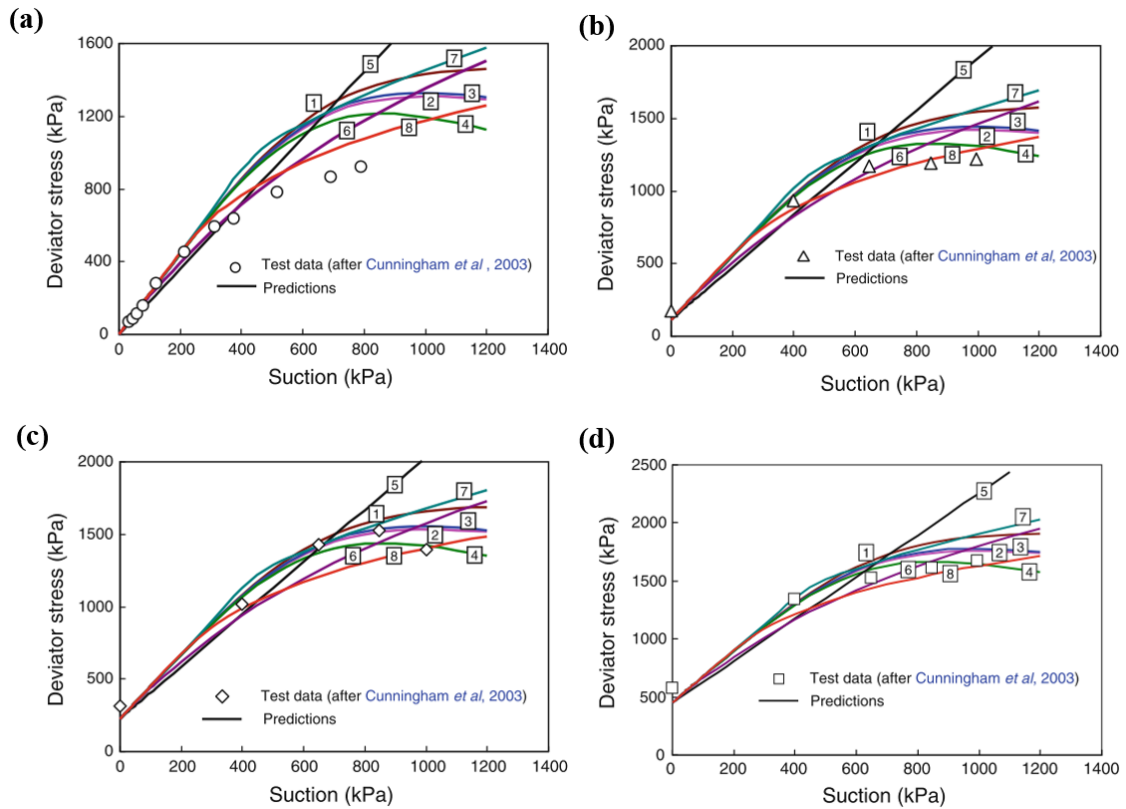 (a)
1600
1200
800
400
0
0 200 400 600 800 1000 1200 1400
Deviator stress (kPa)
Suction (kPa)
1 5 7 6 2 8 3 4
Test data (after Cunningham et al , 2003)
Predictions
(b)
2000
1500
1000
500
0
0 200 400 600 800 1000 1200 1400
Deviator stress (kPa)
Suction (kPa)
1 5 7 6 8 2 3 4
Test data (after Cunningham et al, 2003)
Predictions
(c)
2000
1500
1000
500
0
0 200 400 600 800 1000 1200 1400
Deviator stress (kPa)
Suction (kPa)
1 5 7 6 8 2 3 4
Test data (after Cunningham et al, 2003)
Predictions
(d)
2500
2000
1500
1000
500
0
0 200 400 600 800 1000 1200 1400
Deviator stress (kPa)
Suction (kPa)
1 5 7 6 8 2 3 4
Test data (after Cunningham et al, 2003)
Predictions